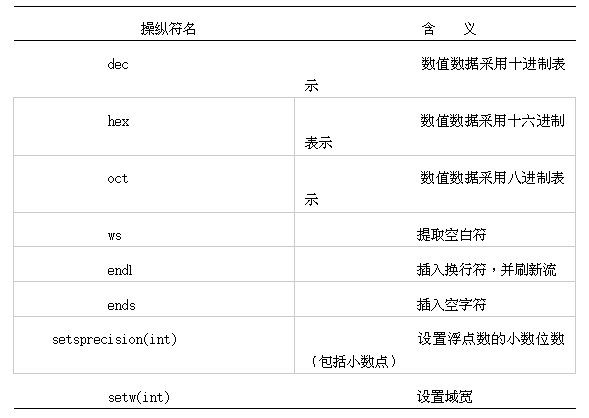 操纵符名 含 义
dec 数值数据采用十进制表
示
hex 数值数据采用十六进制
表示
oct 数值数据采用八进制表
示
ws 提取空白符
endl 插入换行符，并刷新流
ends 插入空字符
setsprecision(int) 设置浮点数的小数位数
（包括小数点）
setw(int) 设置域宽